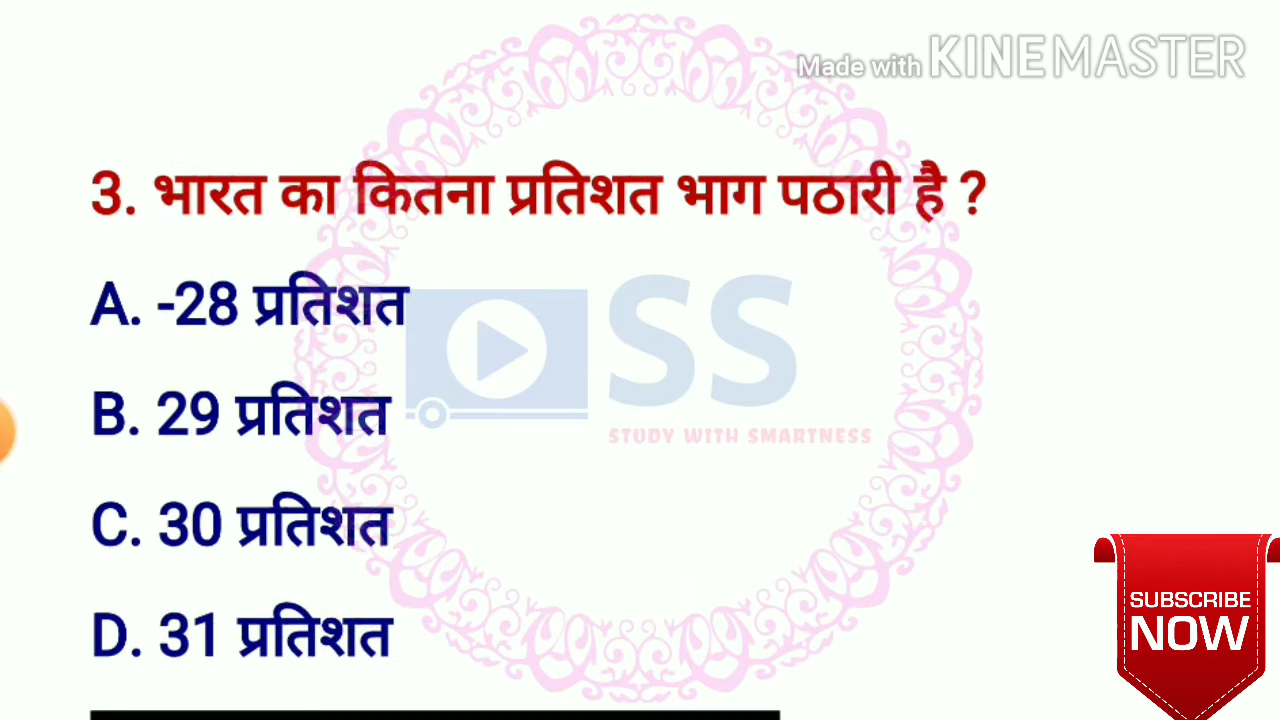 Made with KINEMASTER
3. भारत का कितना प्रतिशत भाग पठारी है ?
A. -28 प्रतिशत
SS
B. 29 प्रतिशत
STUDY WITH SMARTNESS
C. 30 प्रतिशत
D. 31 प्रतिशत
SUBSCRIBE
NOW